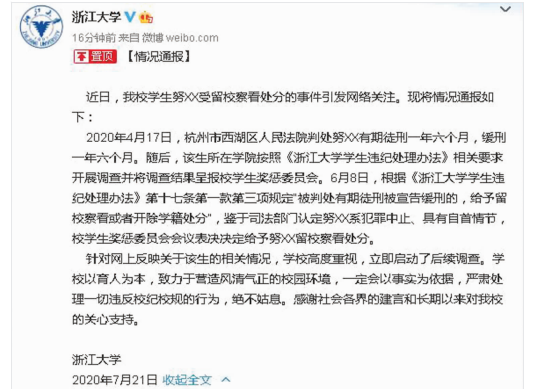 浙江大学
16分钟前 来自 微博 weibo.com
置顶 【情况通报】
近日，我校学生努XX受留校察看处分的事件引发网络关注。现将情况通报如
下：
2020年4月17日，杭州市西湖区人民法院判处努XX有期徒刑一年六个月，缓刑
一年六个月。随后，该生所在学院按照《浙江大学学生违纪处理办法》相关要求
开展调查并将调查结果呈报校学生奖惩委员会。6月8日，根据《浙江大学学生违
纪处理办法》第十七条第一款第三项规定“被判处有期徒刑被宣告缓刑的，给予留
校察看或者开除学籍处分”，鉴于司法部门认定努XX系犯罪中止、具有自首情节，
校学生奖惩委员会会议表决决定给予努XX留校察看处分。
针对网上反映关于该生的相关情况，学校高度重视，立即启动了后续调查。学
校以育人为本，致力于营造风清气正的校园环境，一定会以事实为依据，严肃处
理一切违反校纪校规的行为，绝不姑息。感谢社会各界的建言和长期以来对我校
的关心支持。
浙江大学
2020年7月21日 收起全文